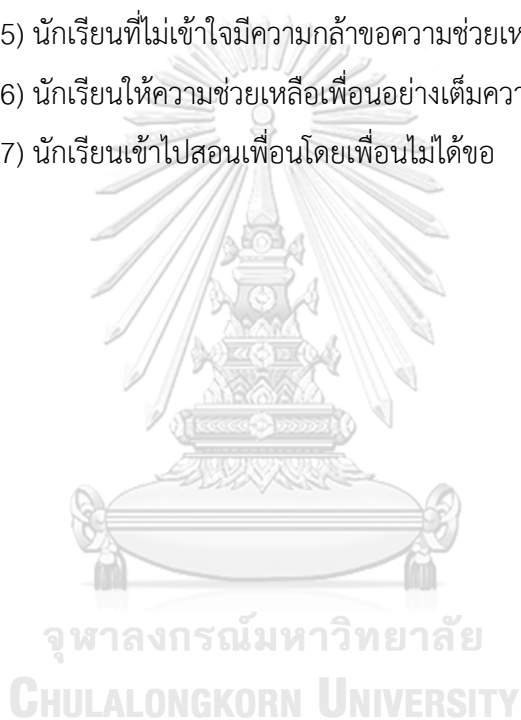 5) นักเรียนที่ไม่เข้าใจมีความกล้าขอความช่วย
6) นักเรียนให้ความช่วยเหลือเพื่อนอย่างเต็ม
7) นักเรียนเข้าไปสอนเพื่อนโดยเพื่อนไม่ได้ขอ
จุฬาลงกรณ์มหาวิทยาลัย
CHULALONGKORN UNIVERSITY